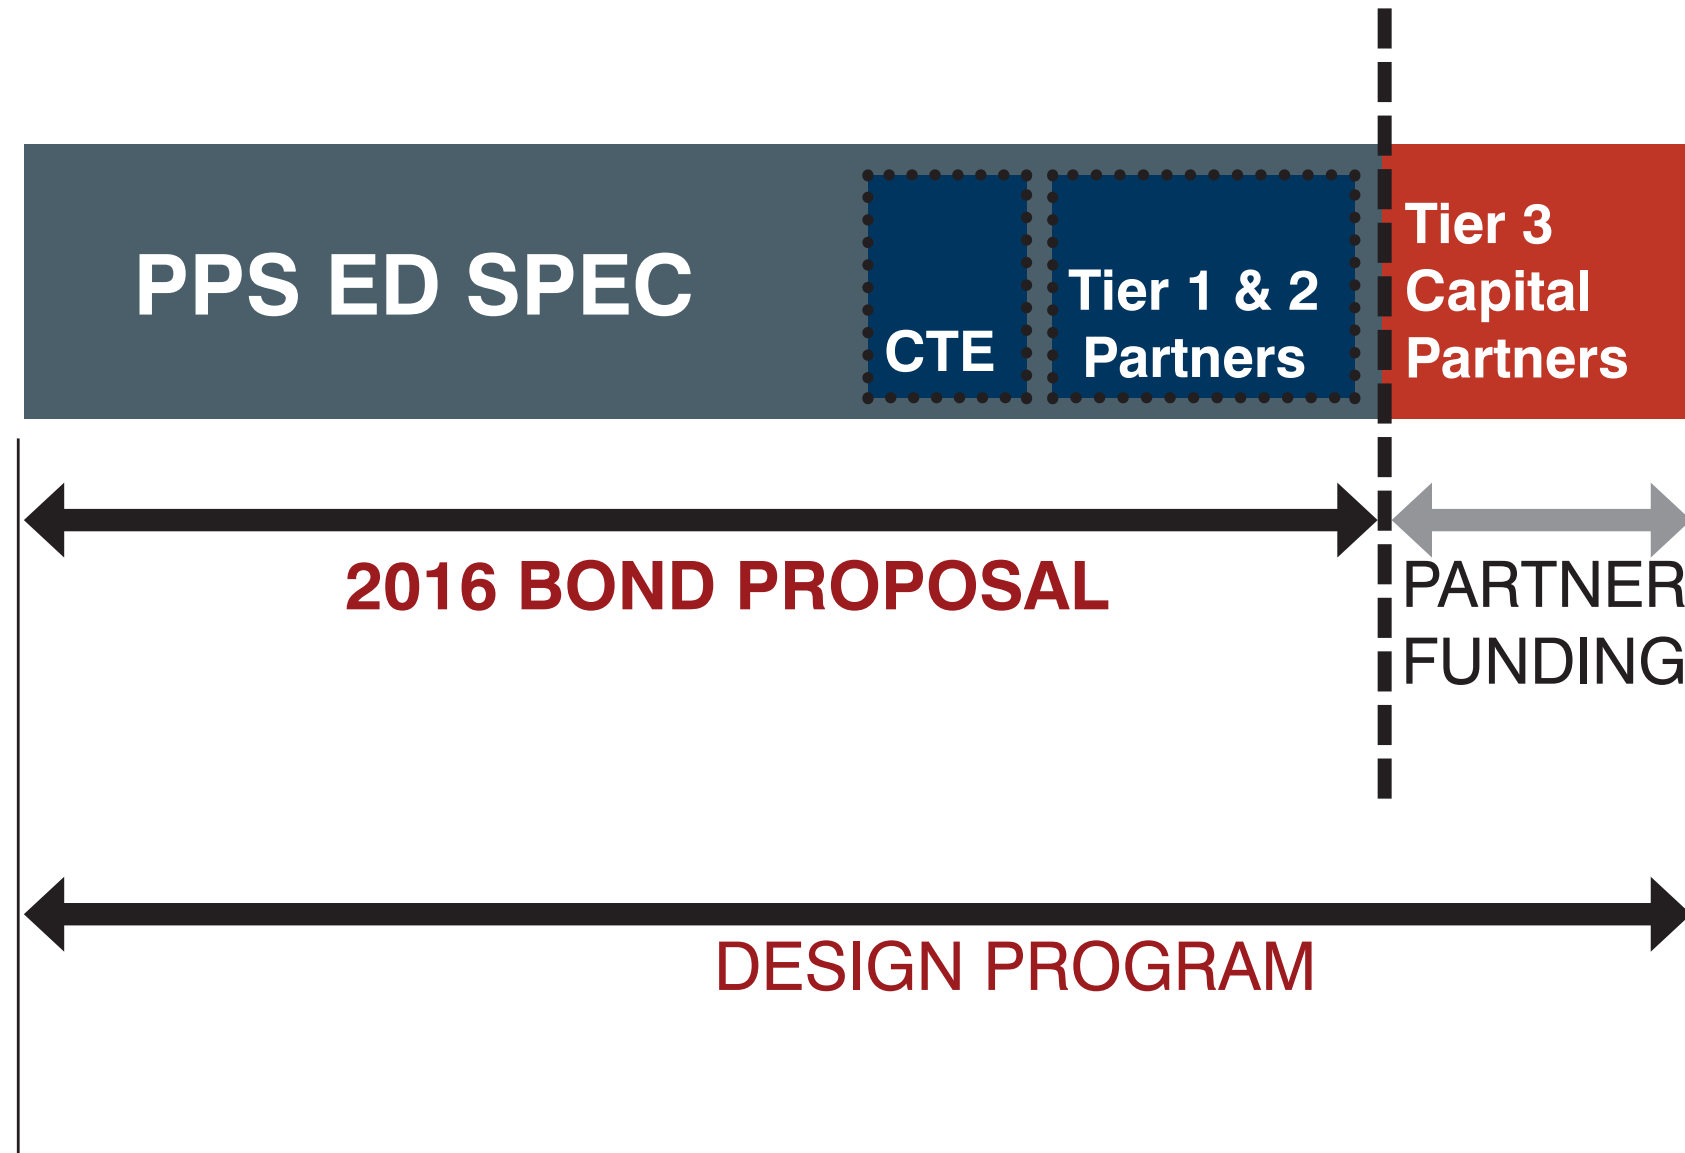 PPS ED SPEC
CTE
Tier 1 & 2
Partners
Tier 3
Capital
Partners
2016 BOND PROPOSAL
PARTNER
FUNDING
DESIGN PROGRAM